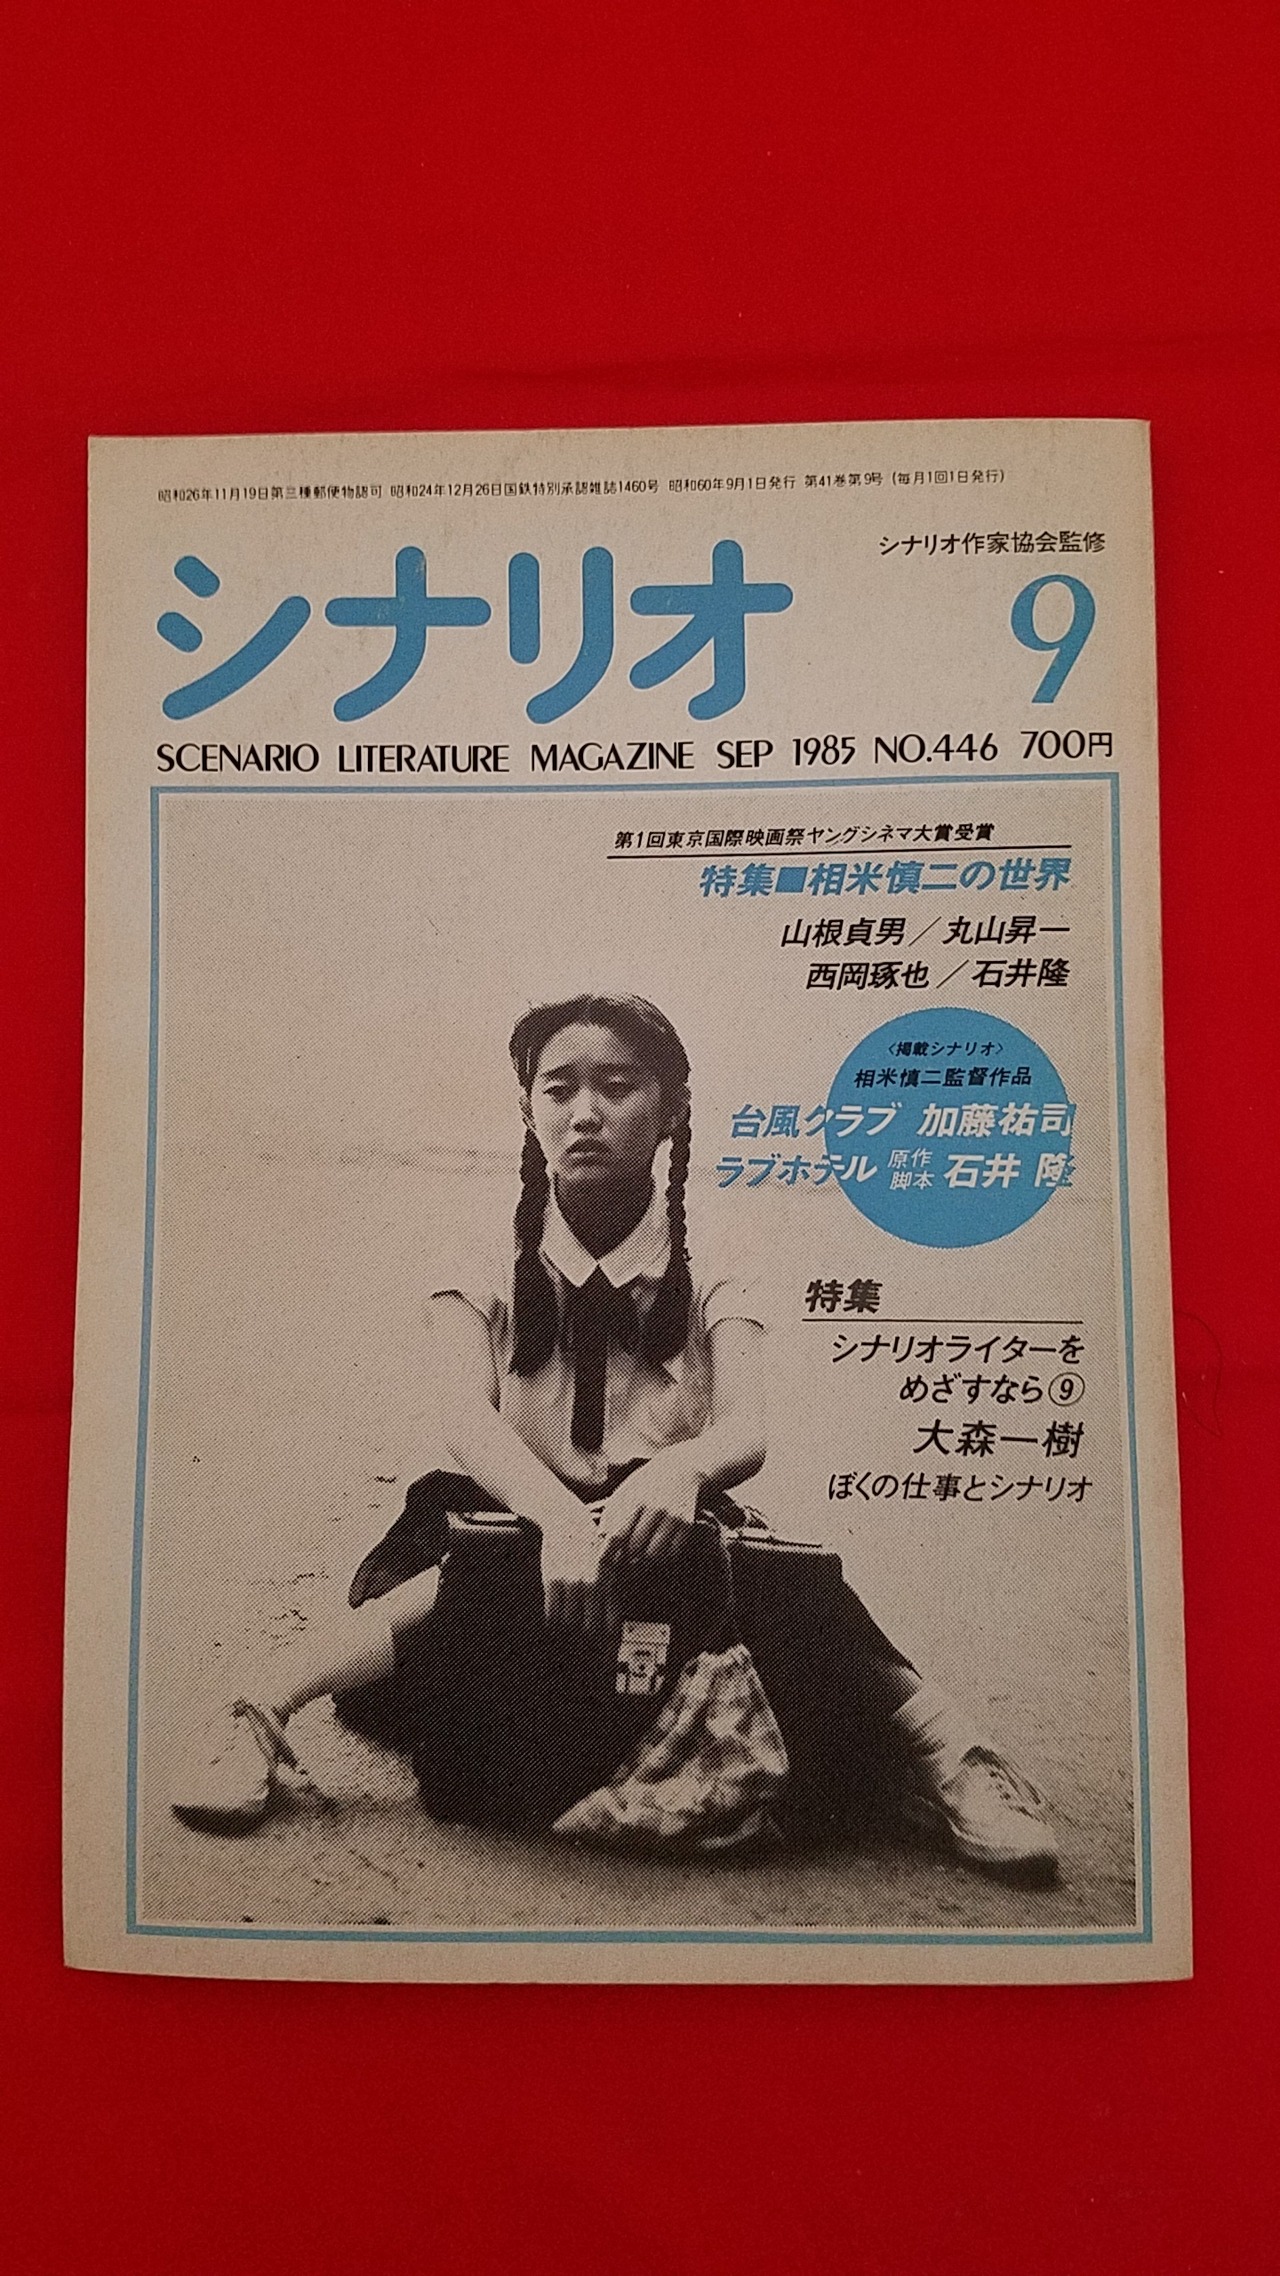 昭和26年11月19日第三種郵便物認可 昭和24年12月26日国鉄特別承認雑誌1460号 昭和60年9月1日発行 第41巻第9号 (毎月1回1日発行)
シナリオ作家協会監修
シナリオ 9
SCENARIO LITERATURE MAGAZINE SEP 1985 NO.446 700円
第1回東京国際映画祭ヤングシネマ大賞受賞
特集■相米慎二の世界
山根貞男／丸山昇一
西岡琢也／石井隆
〈掲載シナリオ〉
相米慎二監督作品
台風クラブ 加藤祐司
ラブホテル 原作脚本 石井 隆
特集
シナリオライターを
めざすなら⑨
大森一樹
ぼくの仕事とシナリオ